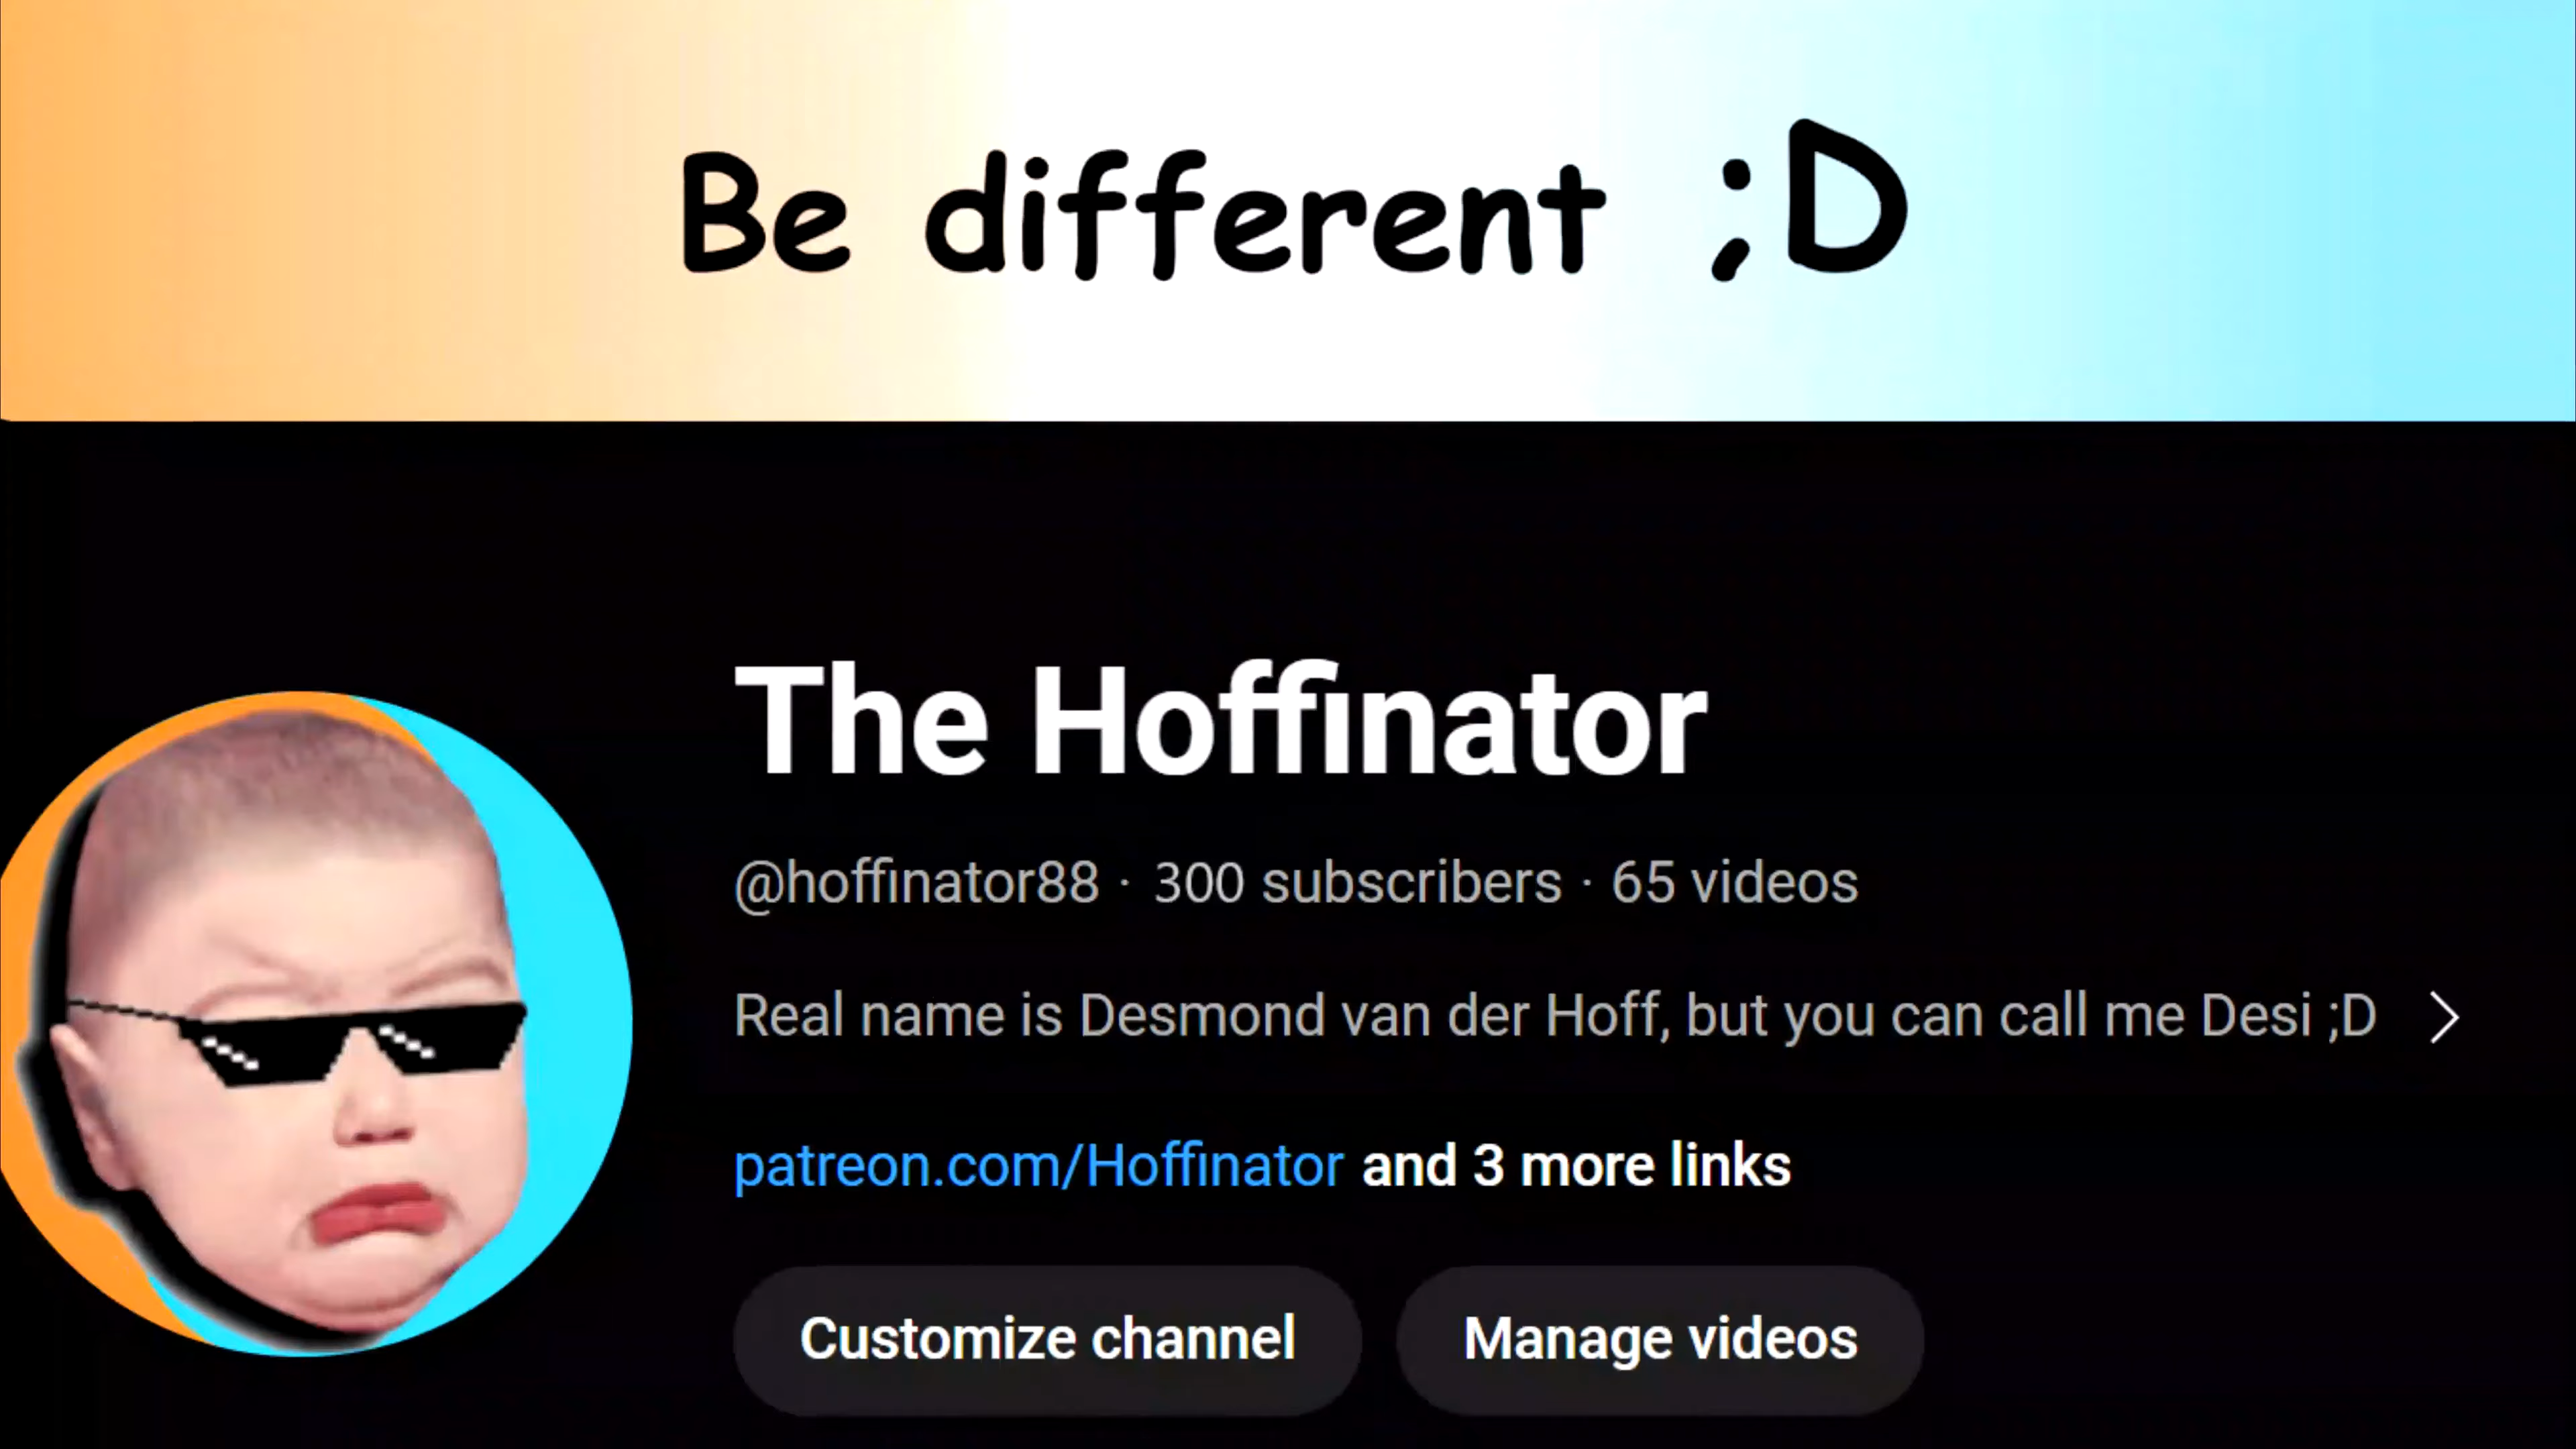 Be different ;D
The Hoffinator
@hoffinator88 · 300 subscribers · 65 videos
Real name is Desmond van der Hoff, but you can call me Desi ;D
patreon.com/Hoffinator and 3 more links
Customize channel
Manage videos